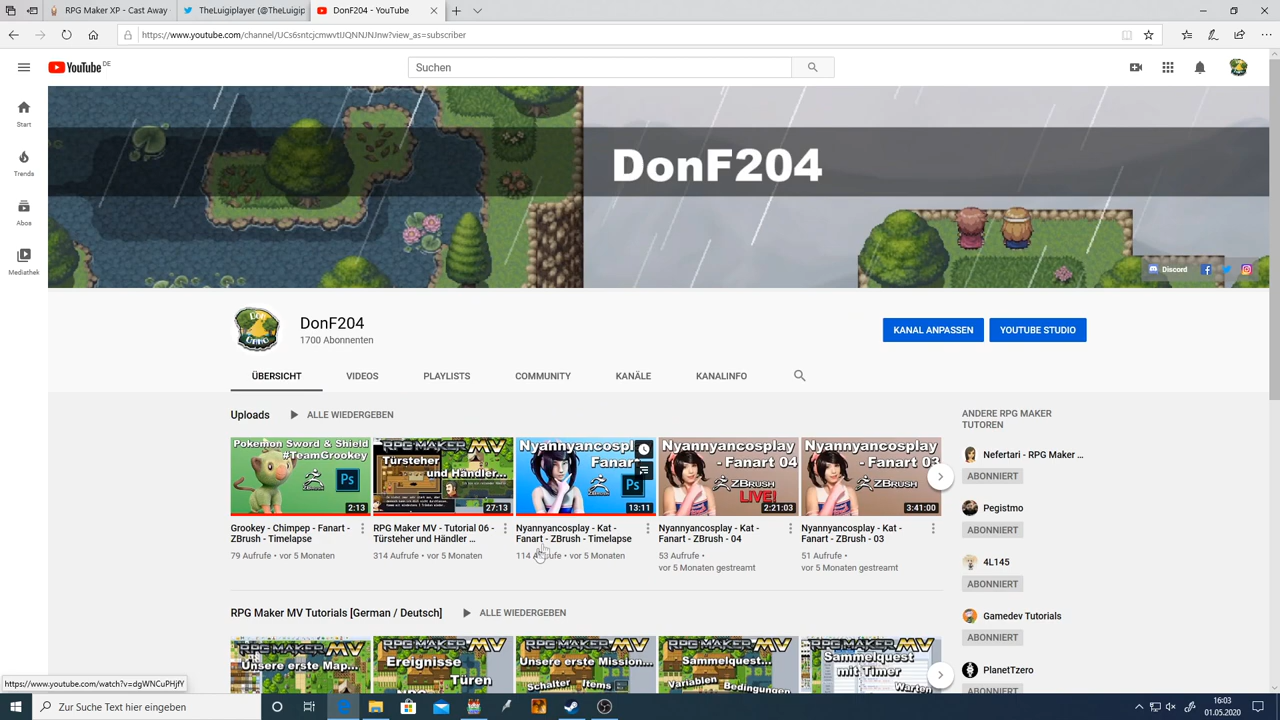 RPG Maker XP - Cast Away
TheLuigiplayer (@TheLuigip
DonF204 - YouTube
https://www.youtube.com/channel/UCs6sntcjcmwvtIJQNNJNJnw?view_as=subscriber
YouTube DE
Suchen
Start
Trends
Abos
Mediathek
DonF204
Discord
DonF204
1700 Abonnenten
KANAL ANPASSEN
YOUTUBE STUDIO
ÜBERSICHT
VIDEOS
PLAYLISTS
COMMUNITY
KANÄLE
KANALINFO
Uploads
ALLE WIEDERGEBEN
Pokemon Sword & Shield
#TeamGrookey
Ps
2:13
Grookey - Chimpep - Fanart -
ZBrush - Timelapse
79 Aufrufe • vor 5 Monaten
RPG MAKER MV
Türsteher
und Händler...
27:13
RPG Maker MV - Tutorial 06 -
Türsteher und Händler ...
314 Aufrufe • vor 5 Monaten
Nyannyancospl
Fanar
Ps
13:11
Nyannyancosplay - Kat -
Fanart - ZBrush - Timelapse
114 Aufrufe • vor 5 Monaten
Nyannyancosplay
- Fanart 04
ZBRUSH
LIVE!
2:21:03
Nyannyancosplay - Kat -
Fanart - ZBrush - 04
53 Aufrufe •
vor 5 Monaten gestreamt
Nyannyancosplay
- Fanart 03
ZBRUSH
3:41:00
Nyannyancosplay - Kat -
Fanart - ZBrush - 03
51 Aufrufe •
vor 5 Monaten gestreamt
ANDERE RPG MAKER
TUTOREN
Nefertari - RPG Maker ...
ABONNIERT
Pegistmo
ABONNIERT
4L145
ABONNIERT
Gamedev Tutorials
ABONNIERT
PlanetTzero
ABONNIERT
RPG Maker MV Tutorials [German / Deutsch]
ALLE WIEDERGEBEN
RPG MAKER MV
Unsere erste Map...
RPG MAKER MV
Ereignisse
Türen
RPG MAKER MV
Unsere erste Mission...
Schalter
Items
RPG MAKER MV
Sammelquest...
Variablen
Bedingungen
RPG MAKER MV
Sammelquest
mit Timer
Warten
https://www.youtube.com/watch?v=dgWNCuPHjfY
Zur Suche Text hier eingeben
16:03
01.05.2020